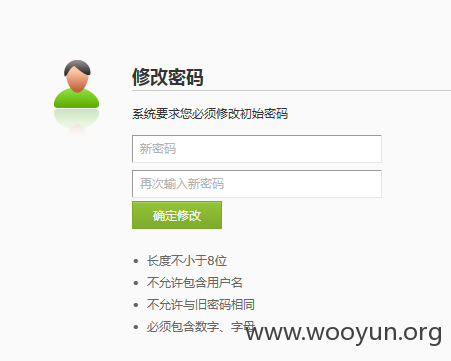 修改密码
系统要求您必须修改初始密码
新密码
再次输入新密码
确定修改
长度不小于8位
不允许包含用户名
不允许与旧密码相同
必须包含数字、字母
www.wooyun.org